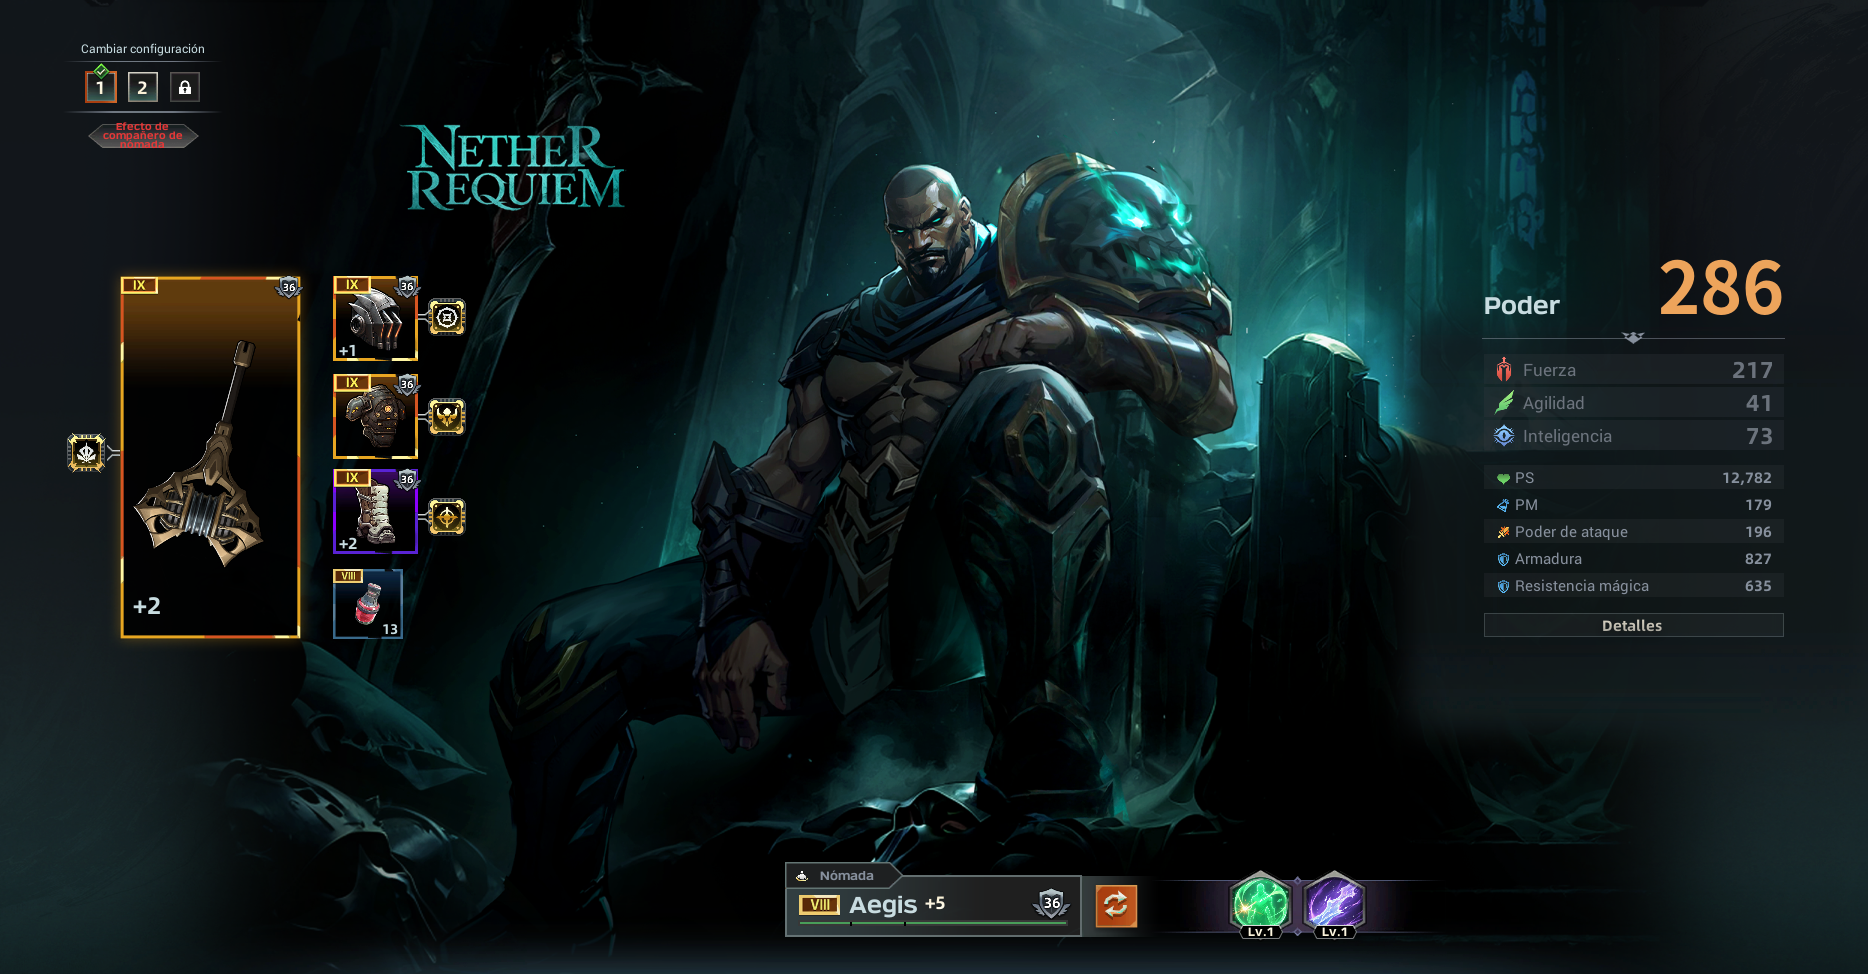 Cambiar configuración
1 2
Efecto de
compañero de
nómada
NETHER
REQUIEM
IX 36
+2
IX 36
+1
IX 36
IX 36
+2
VIII
13
Poder 286
Fuerza 217
Agilidad 41
Inteligencia 73
PS 12,782
PM 179
Poder de ataque 196
Armadura 827
Resistencia mágica 635
Detalles
Nómada
VIII Aegis +5 36
Lv.1 Lv.1